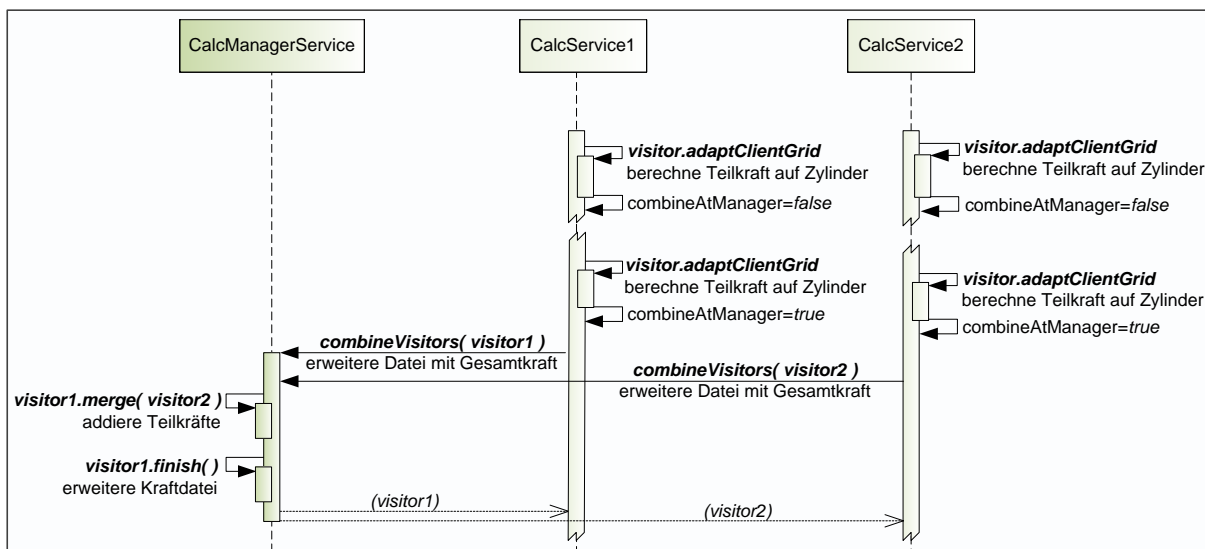 CalcManagerService
CalcService1
CalcService2
visitor.adaptClientGrid
berechne Teilkraft auf Zylinder
combineAtManager=false
visitor.adaptClientGrid
berechne Teilkraft auf Zylinder
combineAtManager=false
visitor.adaptClientGrid
berechne Teilkraft auf Zylinder
combineAtManager=true
visitor.adaptClientGrid
berechne Teilkraft auf Zylinder
combineAtManager=true
combineVisitors( visitor1 )
erweitere Datei mit Gesamtkraft
combineVisitors( visitor2 )
erweitere Datei mit Gesamtkraft
visitor1.merge( visitor2 )
addiere Teilkräfte
visitor1.finish( )
erweitere Kraftdatei
(visitor1)
(visitor2)